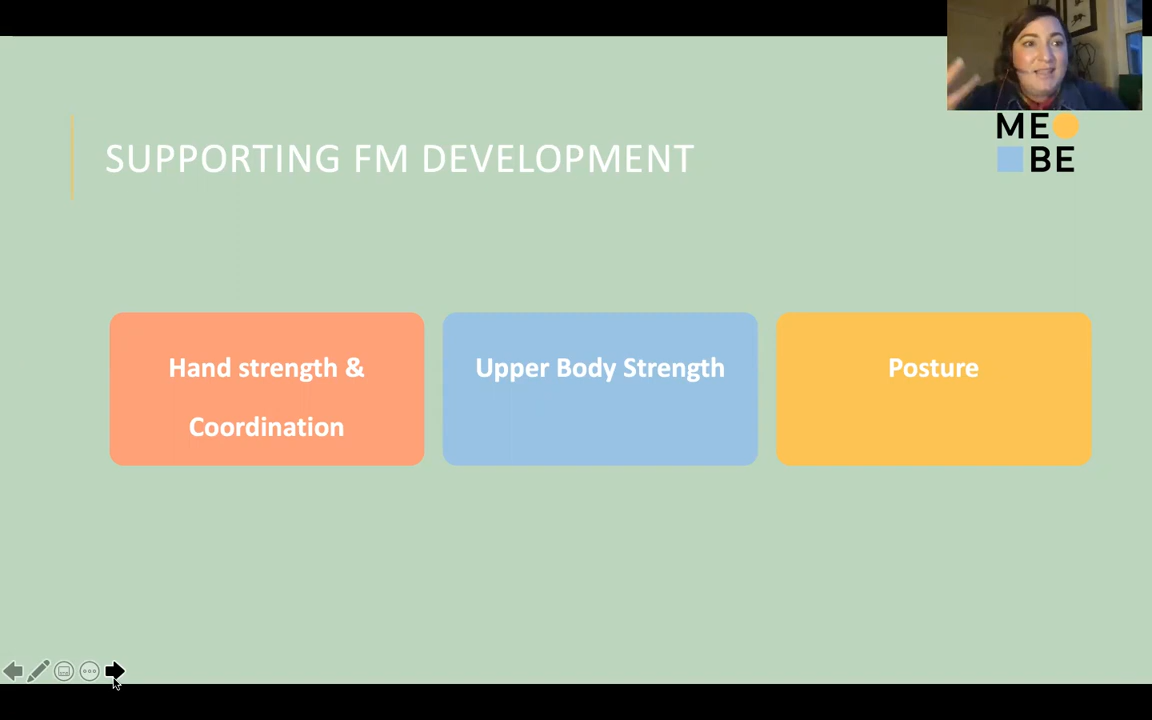 SUPPORTING FM DEVELOPMENT
ME
BE
Hand strength &
Coordination
Upper Body Strength
Posture